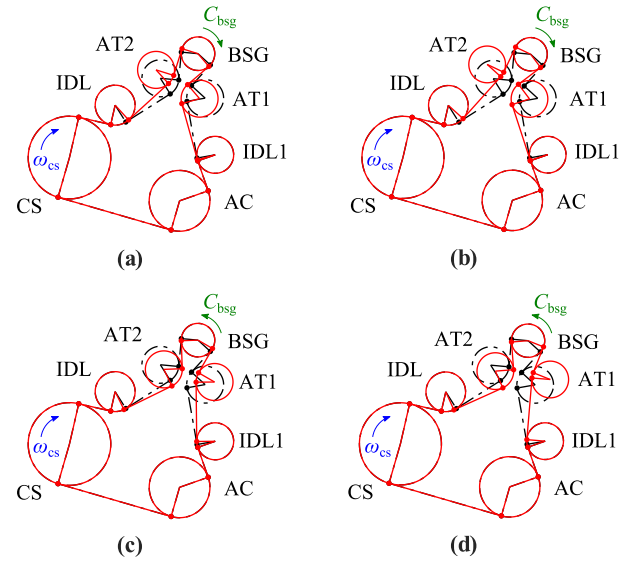 C_bsg
AT2
BSG
IDL
AT1
ω_cs
IDL1
CS
AC
(a)
C_bsg
AT2
BSG
IDL
AT1
ω_cs
IDL1
CS
AC
(b)
C_bsg
AT2
BSG
IDL
AT1
ω_cs
IDL1
CS
AC
(c)
C_bsg
AT2
BSG
IDL
AT1
ω_cs
IDL1
CS
AC
(d)